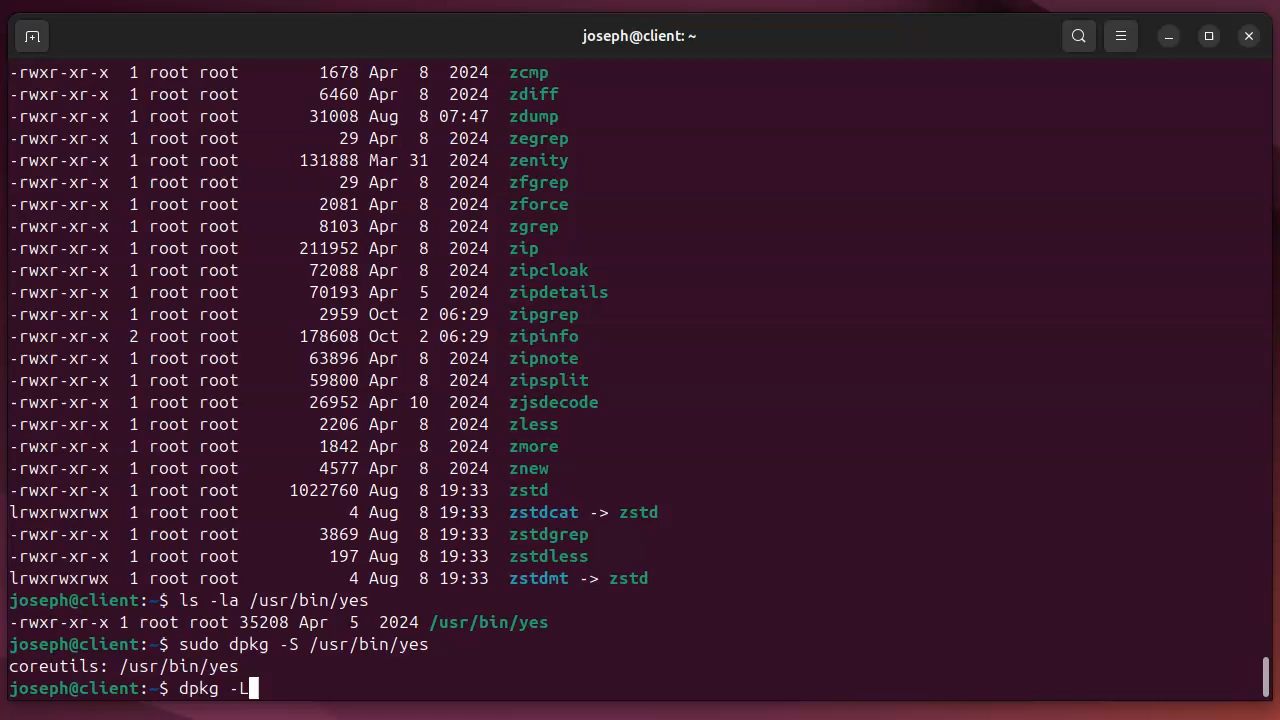 joseph@client: ~
-rwxr-xr-x 1 root root 1678 Apr 8 2024 zcmp
-rwxr-xr-x 1 root root 6460 Apr 8 2024 zdiff
-rwxr-xr-x 1 root root 31008 Aug 8 07:47 zdump
-rwxr-xr-x 1 root root 29 Apr 8 2024 zegrep
-rwxr-xr-x 1 root root 131888 Mar 31 2024 zenity
-rwxr-xr-x 1 root root 29 Apr 8 2024 zfgrep
-rwxr-xr-x 1 root root 2081 Apr 8 2024 zforce
-rwxr-xr-x 1 root root 8103 Apr 8 2024 zgrep
-rwxr-xr-x 1 root root 211952 Apr 8 2024 zip
-rwxr-xr-x 1 root root 72088 Apr 8 2024 zipcloak
-rwxr-xr-x 1 root root 70193 Apr 5 2024 zipdetails
-rwxr-xr-x 1 root root 2959 Oct 2 06:29 zipgrep
-rwxr-xr-x 2 root root 178608 Oct 2 06:29 zipinfo
-rwxr-xr-x 1 root root 63896 Apr 8 2024 zipnote
-rwxr-xr-x 1 root root 59800 Apr 8 2024 zipsplit
-rwxr-xr-x 1 root root 26952 Apr 10 2024 zjsdecode
-rwxr-xr-x 1 root root 2206 Apr 8 2024 zless
-rwxr-xr-x 1 root root 1842 Apr 8 2024 zmore
-rwxr-xr-x 1 root root 4577 Apr 8 2024 znew
-rwxr-xr-x 1 root root 1022760 Aug 8 19:33 zstd
lrwxrwxrwx 1 root root 4 Aug 8 19:33 zstdcat -> zstd
-rwxr-xr-x 1 root root 3869 Aug 8 19:33 zstdgrep
-rwxr-xr-x 1 root root 197 Aug 8 19:33 zstdless
lrwxrwxrwx 1 root root 4 Aug 8 19:33 zstdmt -> zstd
joseph@client:~$ ls -la /usr/bin/yes
-rwxr-xr-x 1 root root 35208 Apr 5 2024 /usr/bin/yes
joseph@client:~$ sudo dpkg -S /usr/bin/yes
coreutils: /usr/bin/yes
joseph@client:~$ dpkg -L